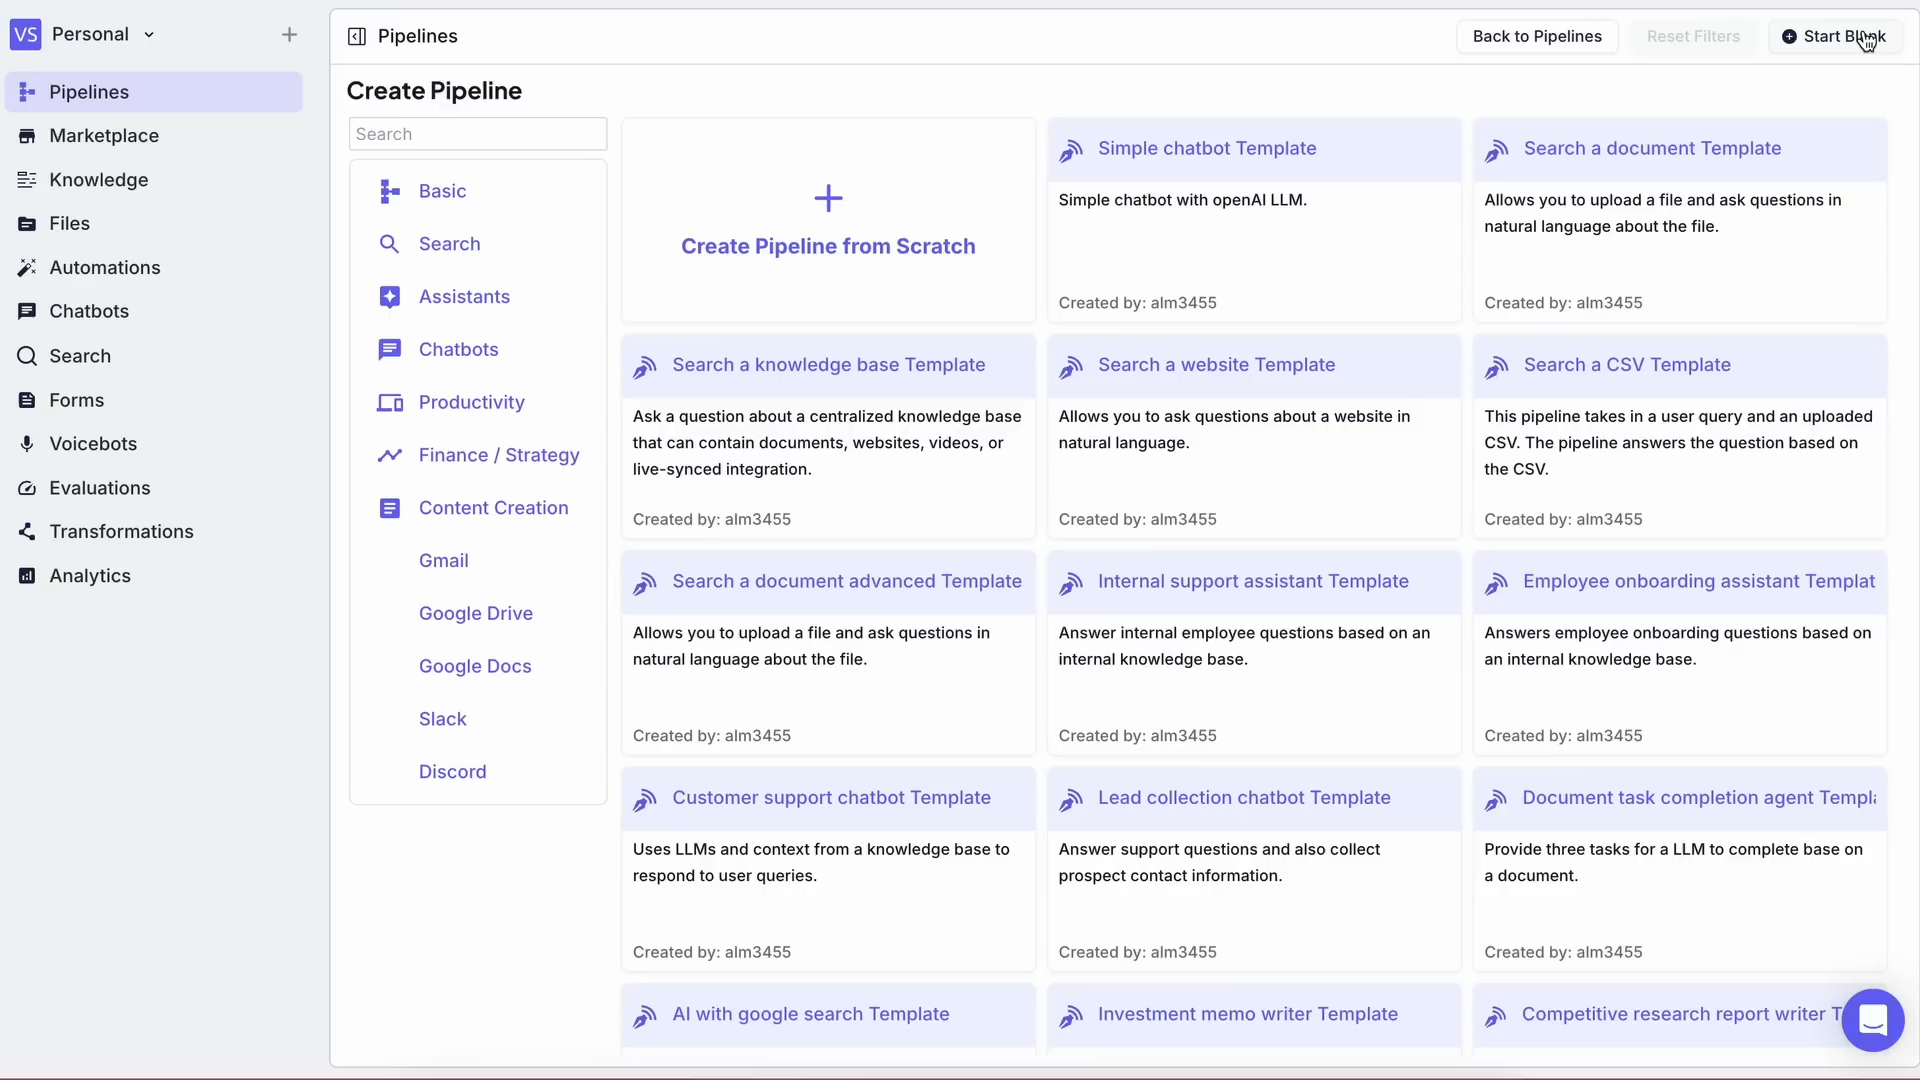 VS Personal
Pipelines
Marketplace
Knowledge
Files
Automations
Chatbots
Search
Forms
Voicebots
Evaluations
Transformations
Analytics
Pipelines
Back to Pipelines
Reset Filters
Start
Create Pipeline
Search
Basic
Search
Assistants
Chatbots
Productivity
Finance / Strategy
Content Creation
Gmail
Google Drive
Google Docs
Slack
Discord
Create Pipeline from Scratch
Simple chatbot Template
Simple chatbot with openAI LLM.
Created by: alm3455
Search a document Template
Allows you to upload a file and ask questions in
natural language about the file.
Created by: alm3455
Search a knowledge base Template
Ask a question about a centralized knowledge base
that can contain documents, websites, videos, or
live-synced integration.
Created by: alm3455
Search a website Template
Allows you to ask questions about a website in
natural language.
Created by: alm3455
Search a CSV Template
This pipeline takes in a user query and an uploaded
CSV. The pipeline answers the question based on
the CSV.
Created by: alm3455
Search a document advanced Template
Allows you to upload a file and ask questions in
natural language about the file.
Created by: alm3455
Internal support assistant Template
Answer internal employee questions based on an
internal knowledge base.
Created by: alm3455
Employee onboarding assistant Templat
Answers employee onboarding questions based on
an internal knowledge base.
Created by: alm3455
Customer support chatbot Template
Uses LLMs and context from a knowledge base to
respond to user queries.
Created by: alm3455
Lead collection chatbot Template
Answer support questions and also collect
prospect contact information.
Created by: alm3455
Document task completion agent Templ
Provide three tasks for a LLM to complete base on
a document.
Created by: alm3455
AI with google search Template
Investment memo writer Template
Competitive research report writer T